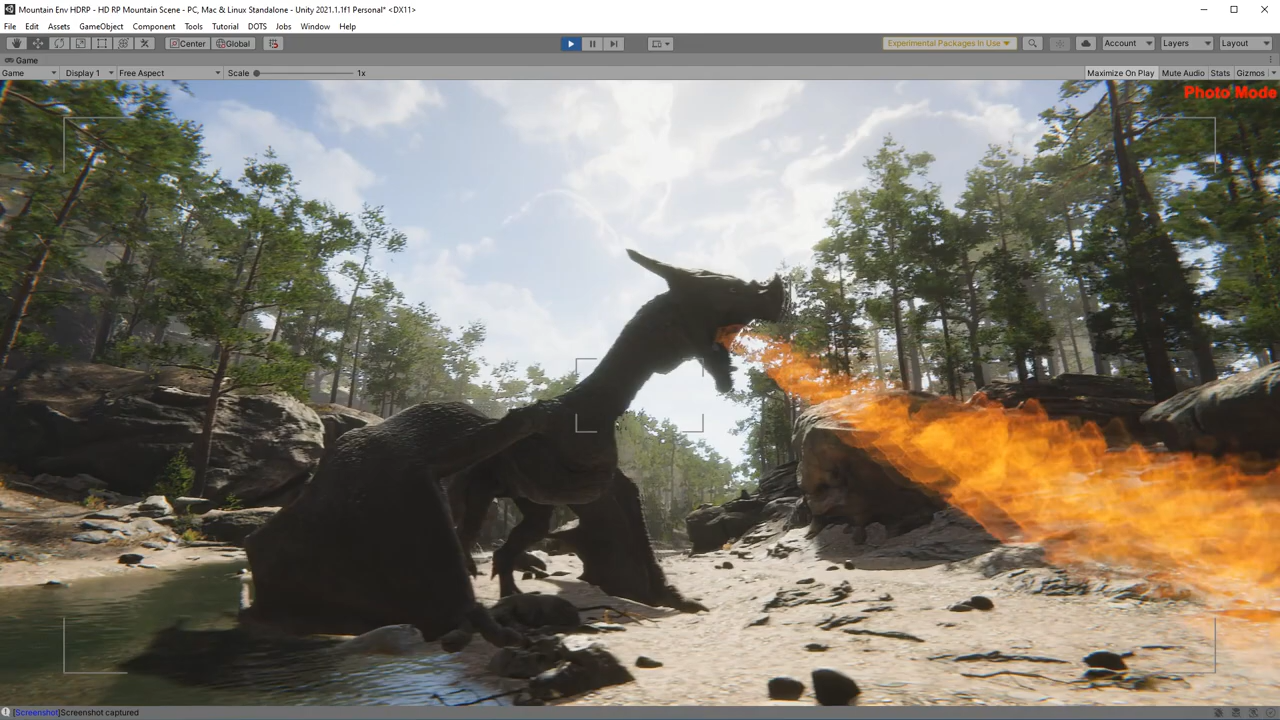 Mountain Env HDRP - HD RP Mountain Scene - PC, Mac & Linux Standalone - Unity 2021.1.1f1 Personal* <DX11>
File Edit Assets GameObject Component Tools Tutorial DOTS Jobs Window Help
Center Global Experimental Packages In Use Account Layers Layout
Game
Game Display 1 Free Aspect Scale 1x Maximize On Play Mute Audio Stats Gizmos
Photo Mode
[Screenshot]Screenshot captured